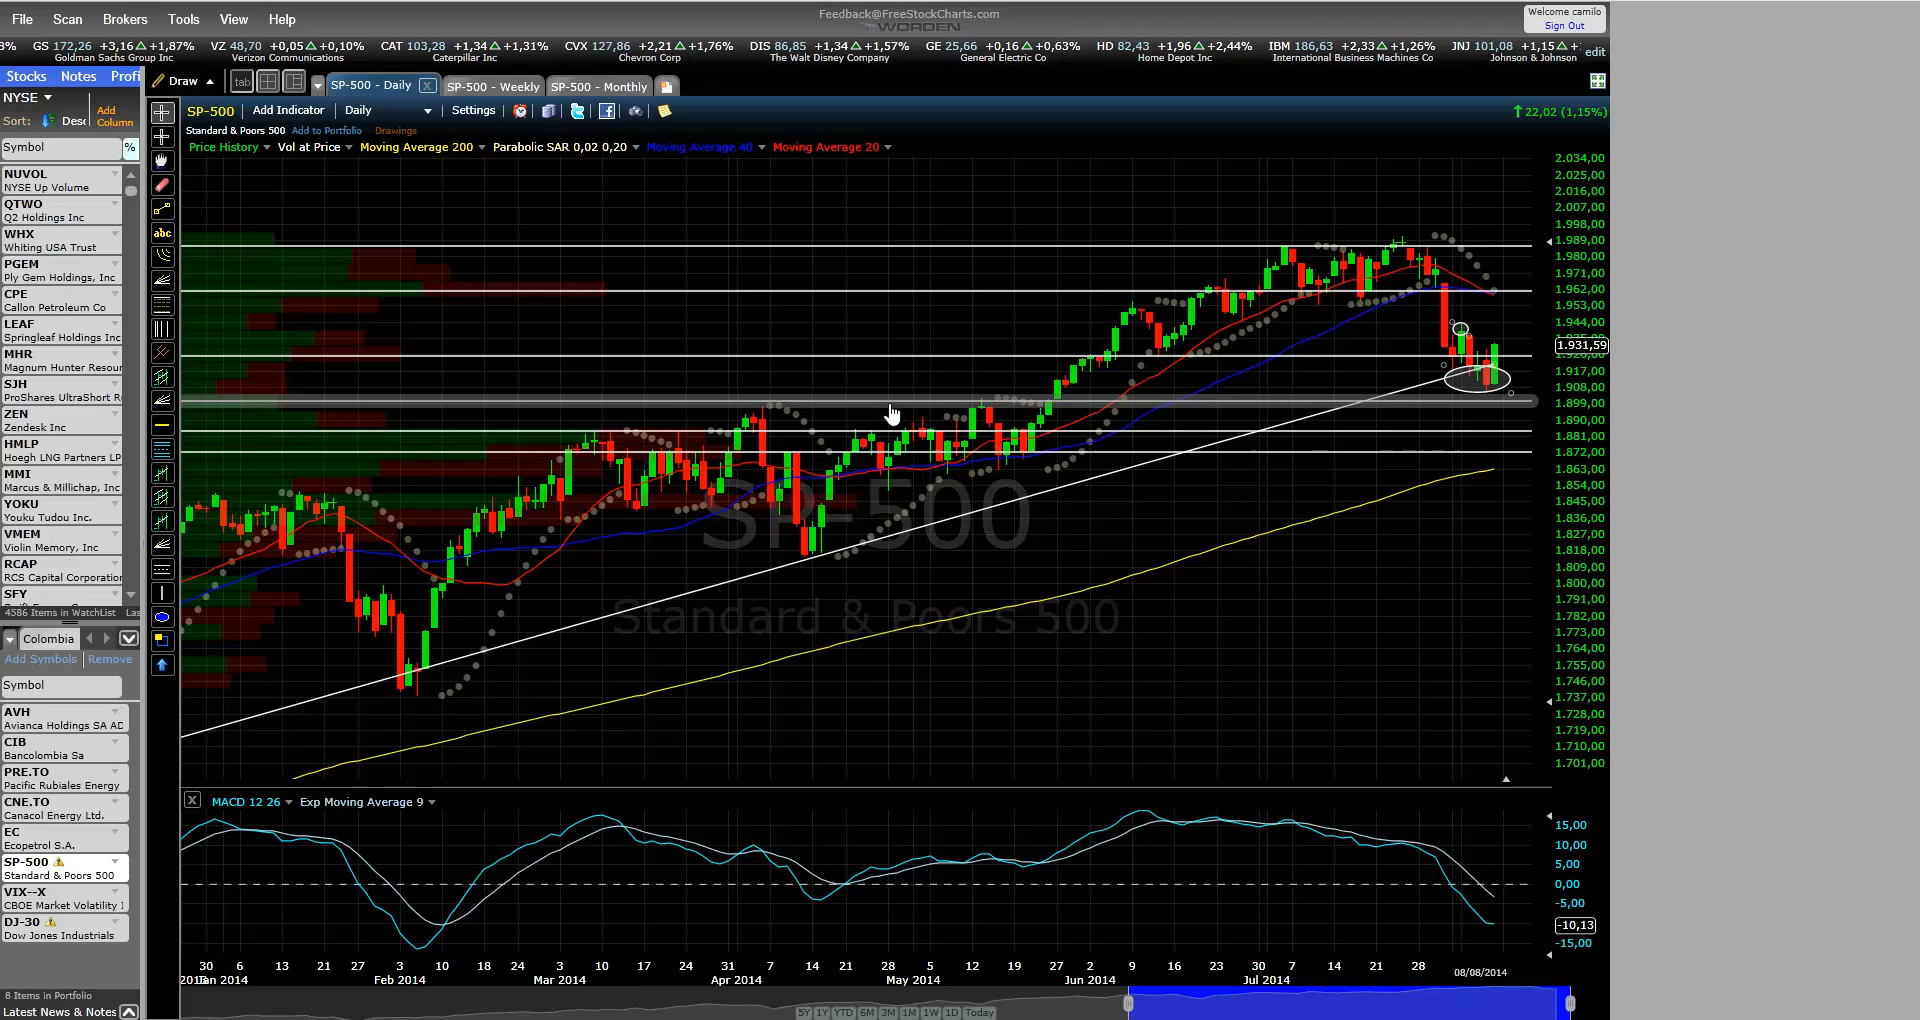 File Scan Brokers Tools View Help
Feedback@FreeStockCharts.com
WORDEN
Welcome camilo
Sign Out
8% GS 172,26 +3,16 +1,87% VZ 48,70 +0,05 +0,10% CAT 103,28 +1,34 +1,31% CVX 127,86 +2,21 +1,76% DIS 86,85 +1,34 +1,57% GE 25,66 +0,16 +0,63% HD 82,43 +1,96 +2,44% IBM 186,63 +2,33 +1,26% JNJ 101,08 +1,15 +1 edit
Goldman Sachs Group Inc Verizon Communications Caterpillar Inc Chevron Corp The Walt Disney Company General Electric Co Home Depot Inc International Business Machines Co Johnson & Johnson
Stocks Notes Profi
Draw tab SP-500 - Daily X SP-500 - Weekly SP-500 - Monthly
NYSE
Sort: Desc Add Column
Symbol %
NUVOL
NYSE Up Volume
QTWO
Q2 Holdings Inc
WHX
Whiting USA Trust
PGEM
Ply Gem Holdings, Inc
CPE
Callon Petroleum Co
LEAF
Springleaf Holdings Inc
MHR
Magnum Hunter Resour
SJH
ProShares UltraShort R
ZEN
Zendesk Inc
HMLP
Hoegh LNG Partners LP
MMI
Marcus & Millichap, Inc
YOKU
Youku Tudou Inc.
VMEM
Violin Memory, Inc
RCAP
RCS Capital Corporation
SFY
4586 Items in WatchList Las
Colombia
Add Symbols Remove
Symbol
AVH
Avianca Holdings SA AD
CIB
Bancolombia Sa
PRE.TO
Pacific Rubiales Energy
CNE.TO
Canacol Energy Ltd.
EC
Ecopetrol S.A.
SP-500
Standard & Poors 500
VIX--X
CBOE Market Volatility I
DJ-30
Dow Jones Industrials
8 Items in Portfolio
Latest News & Notes
abc
SP-500 Add Indicator Daily Settings
22,02 (1,15%)
Standard & Poors 500 Add to Portfolio Drawings
Price History Vol at Price Moving Average 200 Parabolic SAR 0,02 0,20 Moving Average 40 Moving Average 20
SP-500
Standard & Poors 500
2.034,00
2.025,00
2.016,00
2.007,00
1.998,00
1.989,00
1.980,00
1.971,00
1.962,00
1.953,00
1.944,00
1.931,59
1.926,00
1.917,00
1.908,00
1.899,00
1.890,00
1.881,00
1.872,00
1.863,00
1.854,00
1.845,00
1.836,00
1.827,00
1.818,00
1.809,00
1.800,00
1.791,00
1.782,00
1.773,00
1.764,00
1.755,00
1.746,00
1.737,00
1.728,00
1.719,00
1.710,00
1.701,00
X MACD 12 26 Exp Moving Average 9
15,00
10,00
5,00
0,00
-5,00
-10,13
-15,00
30 6 13 21 27 3 10 18 24 3 10 17 24 31 7 14 21 28 5 12 19 27 2 9 16 23 30 7 14 21 28 08/08/2014
2013 Jan 2014 Feb 2014 Mar 2014 Apr 2014 May 2014 Jun 2014 Jul 2014
5Y 1Y YTD 6M 3M 1M 1W 1D Today